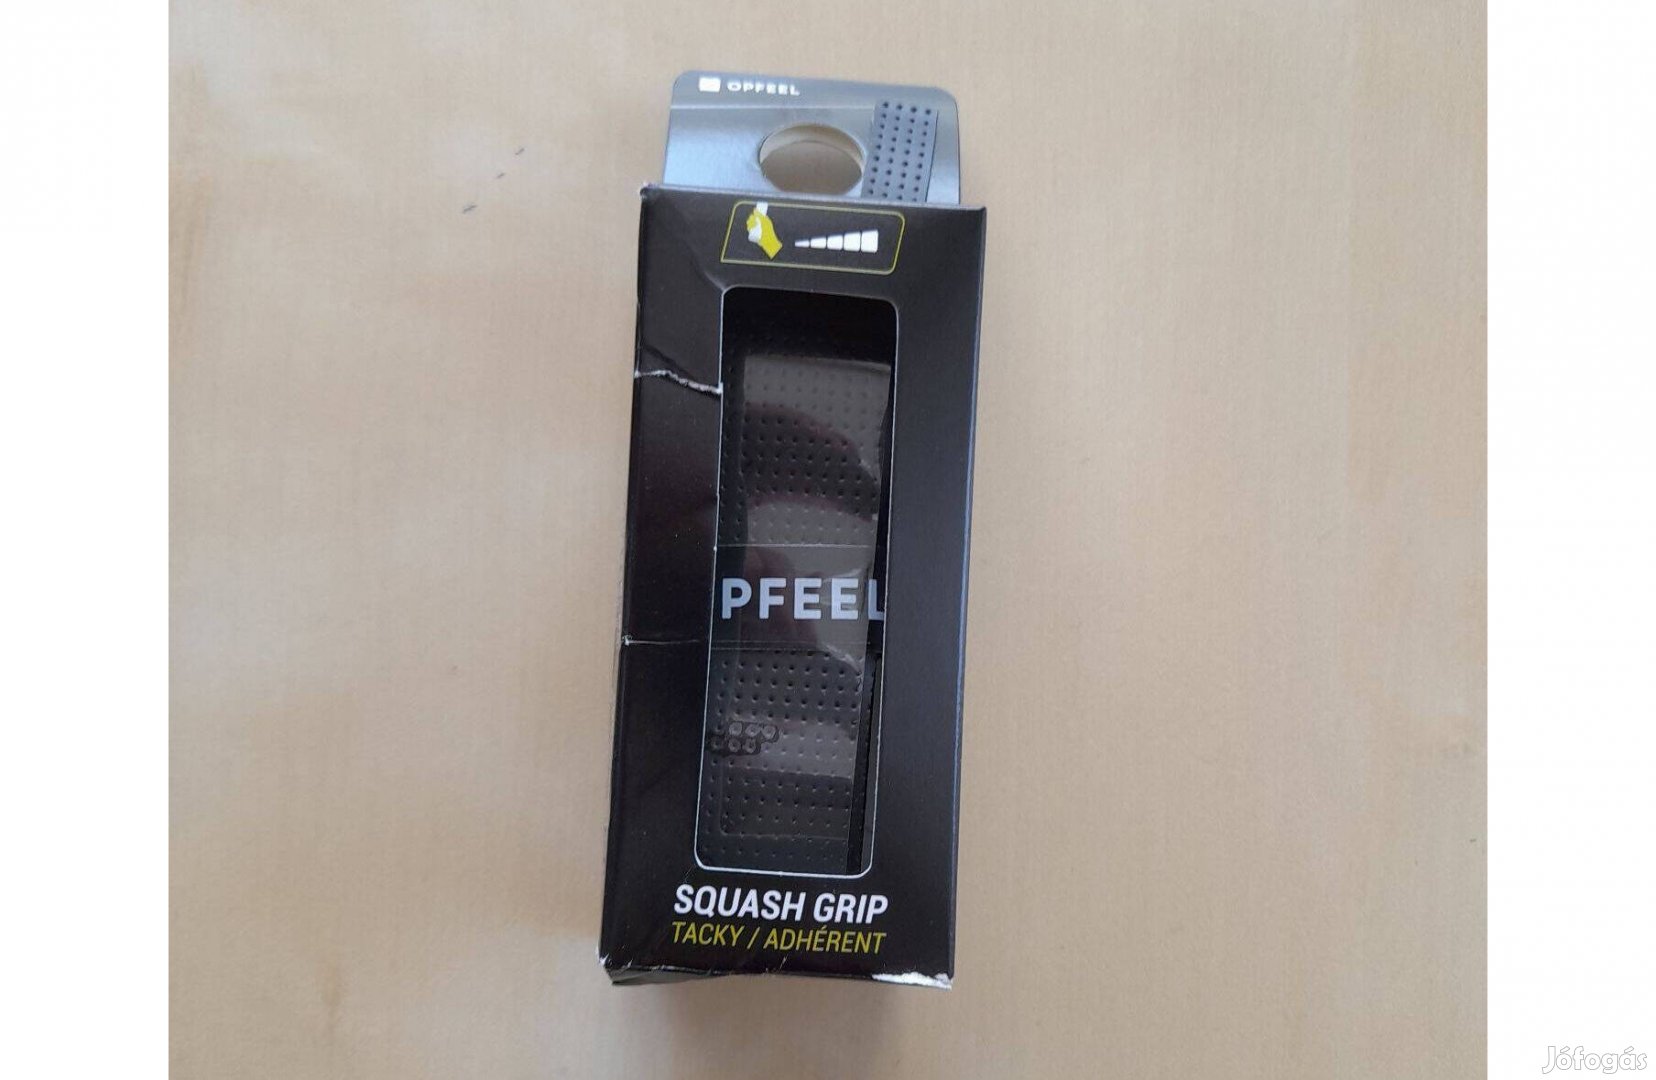 OPFEEL
PFEEL
SQUASH GRIP
TACKY / ADHÉRENT
Jófogás